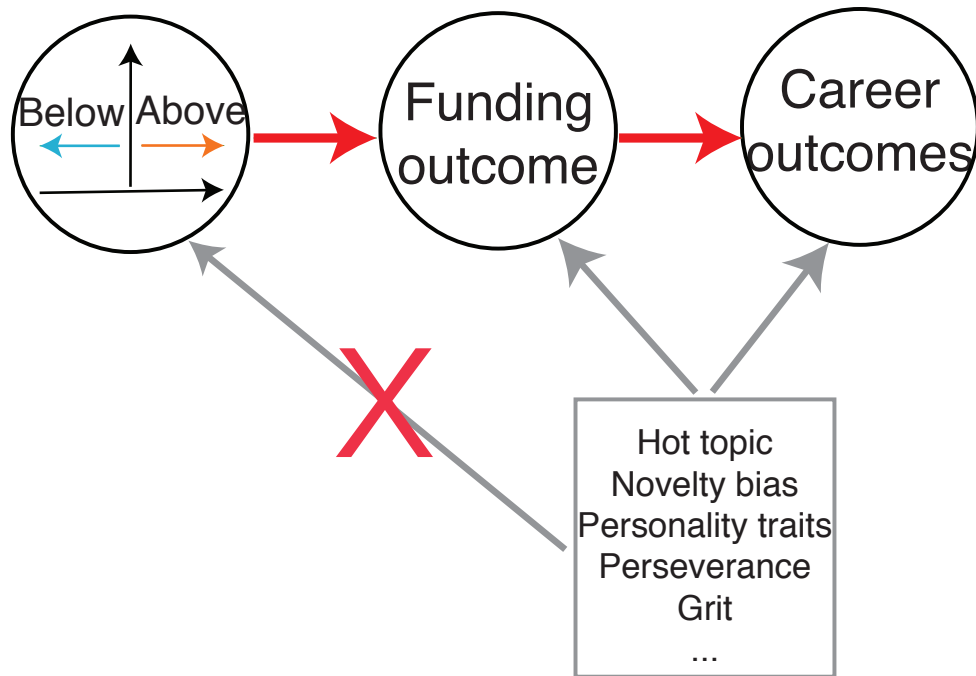 Below Above
Funding
outcome
Career
outcomes
X
Hot topic
Novelty bias
Personality traits
Perseverance
Grit
...